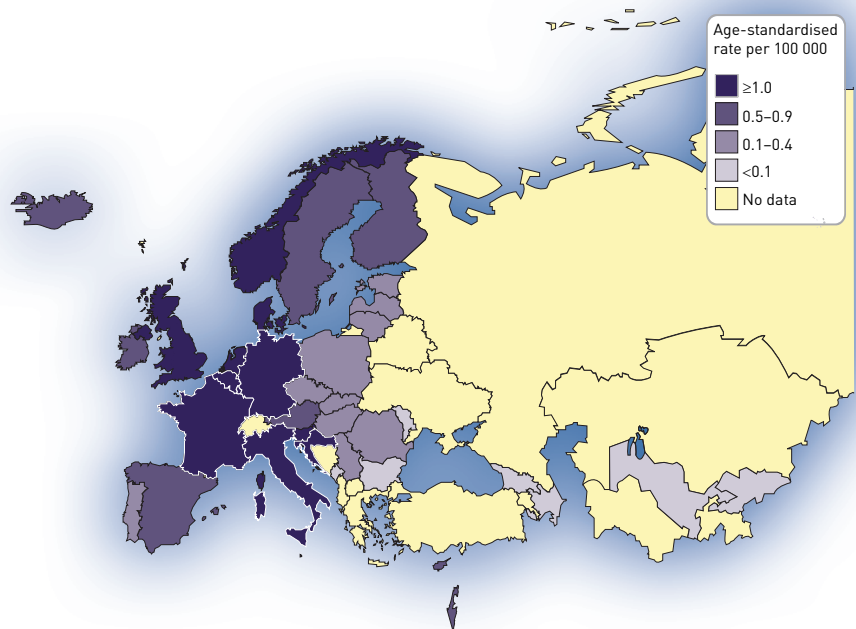 Age-standardised
rate per 100 000
≥1.0
0.5–0.9
0.1–0.4
<0.1
No data